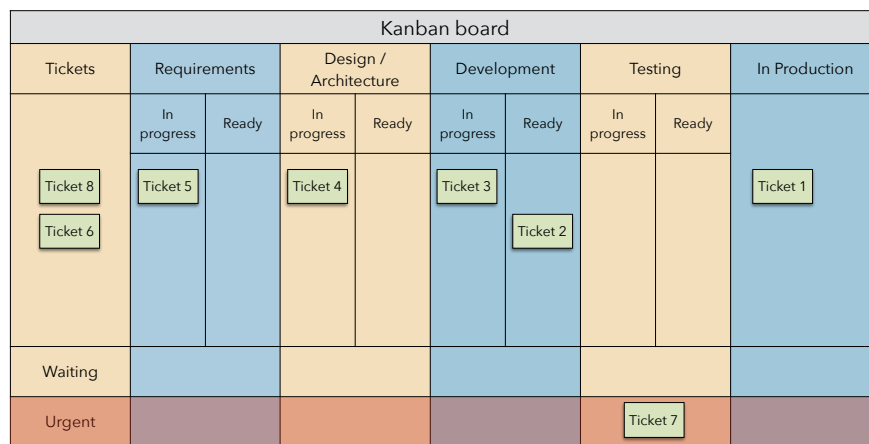 Kanban board
Tickets
Requirements
Design /
Architecture
Development
Testing
In Production
In
progress
Ready
In
progress
Ready
In
progress
Ready
In
progress
Ready
Ticket 8
Ticket 5
Ticket 4
Ticket 3
Ticket 1
Ticket 6
Ticket 2
Waiting
Urgent
Ticket 7